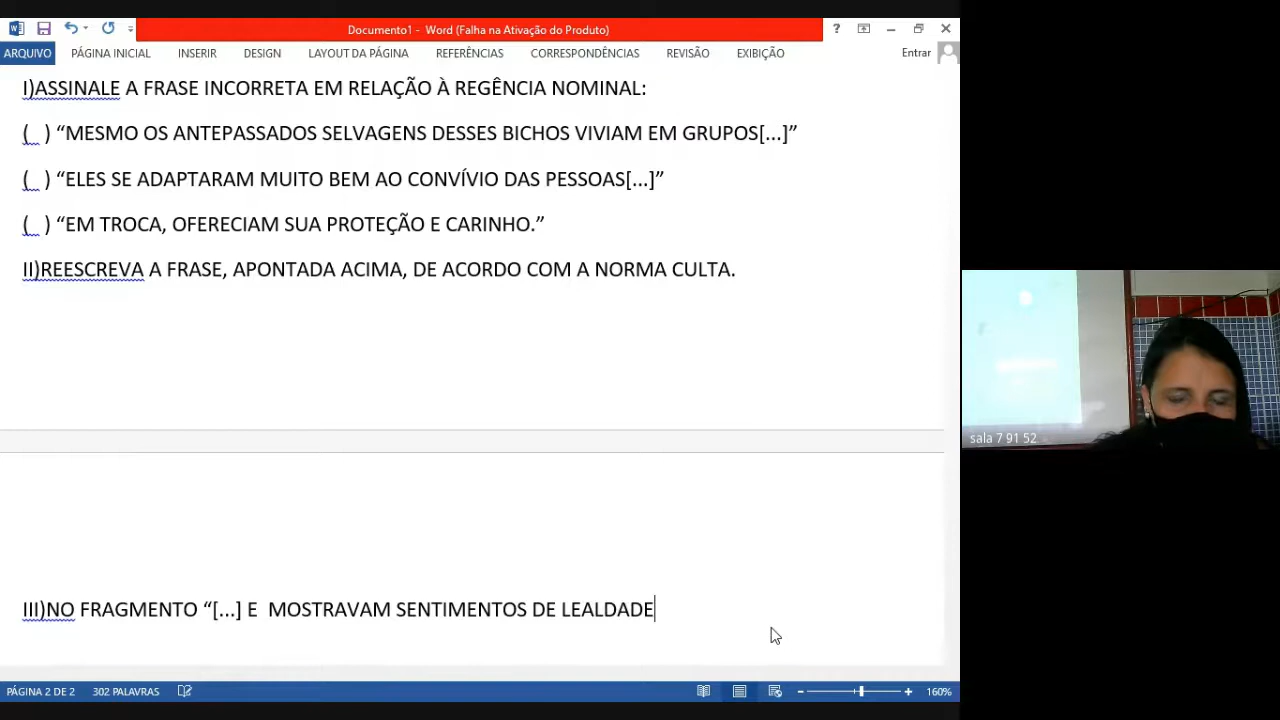 Documento1 - Word (Falha na Ativação do Produto)
ARQUIVO PÁGINA INICIAL INSERIR DESIGN LAYOUT DA PÁGINA REFERÊNCIAS CORRESPONDÊNCIAS REVISÃO EXIBIÇÃO Entrar
I)ASSINALE A FRASE INCORRETA EM RELAÇÃO À REGÊNCIA NOMINAL:
( ) “MESMO OS ANTEPASSADOS SELVAGENS DESSES BICHOS VIVIAM EM GRUPOS[...]”
( ) “ELES SE ADAPTARAM MUITO BEM AO CONVÍVIO DAS PESSOAS[...]”
( ) “EM TROCA, OFERECIAM SUA PROTEÇÃO E CARINHO.”
II)REESCREVA A FRASE, APONTADA ACIMA, DE ACORDO COM A NORMA CULTA.
sala 7 91 52
III)NO FRAGMENTO “[...] E MOSTRAVAM SENTIMENTOS DE LEALDADE
PÁGINA 2 DE 2 302 PALAVRAS 160%